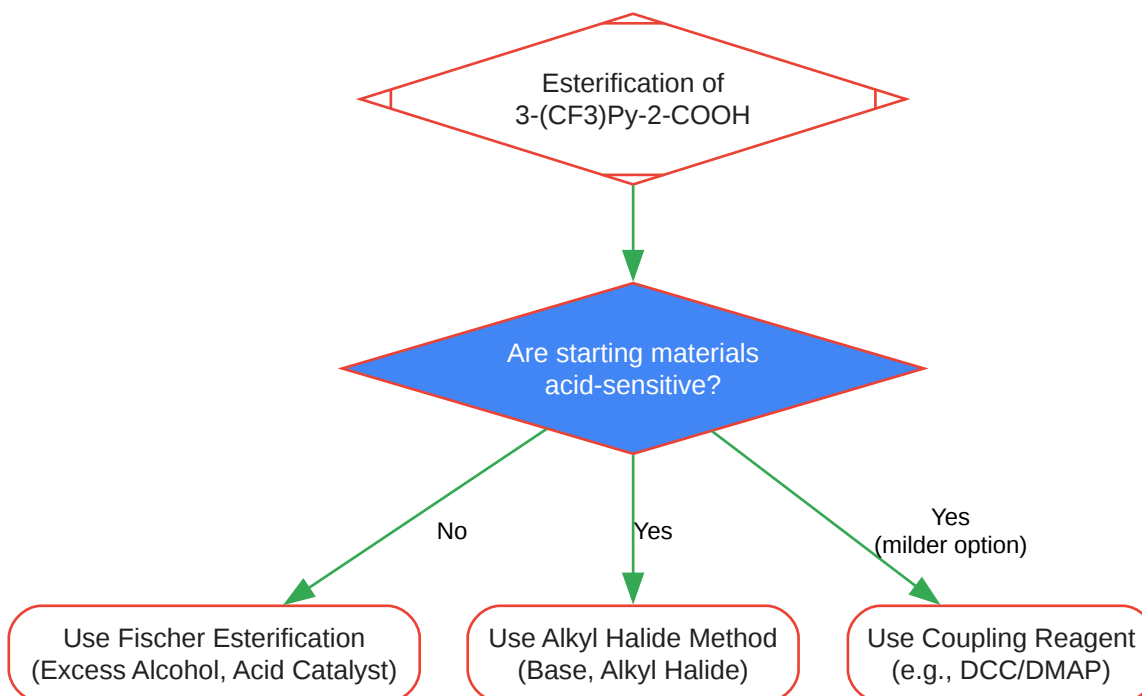 Esterification of
3-(CF3)Py-2-COOH
Are starting materials
acid-sensitive?
No
Yes
Yes
(milder option)
Use Fischer Esterification
(Excess Alcohol, Acid Catalyst)
Use Alkyl Halide Method
(Base, Alkyl Halide)
Use Coupling Reagent
(e.g., DCC/DMAP)